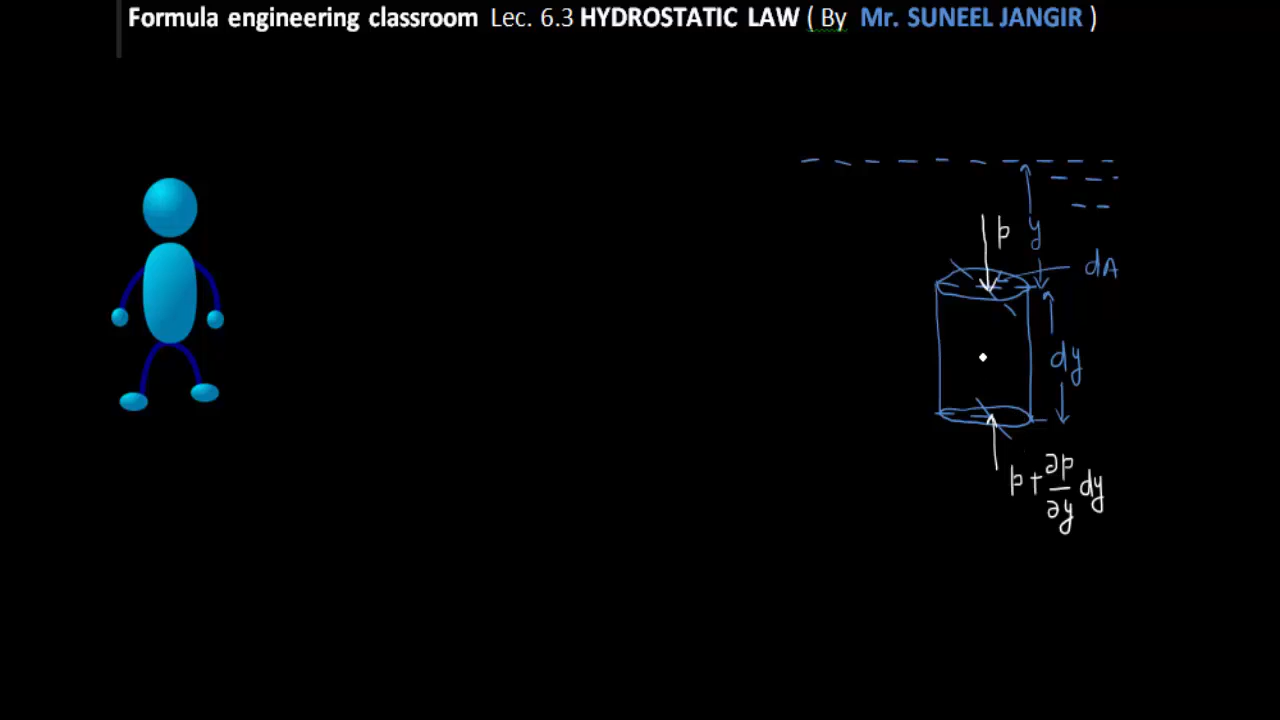 Formula engineering classroom Lec. 6.3 HYDROSTATIC LAW ( By Mr. SUNEEL JANGIR )
p
y
dA
dy
p + ∂p/∂y dy